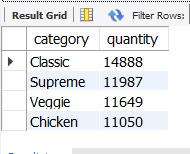 Result Grid Filter Rows:
category quantity
Classic 14888
Supreme 11987
Veggie 11649
Chicken 11050